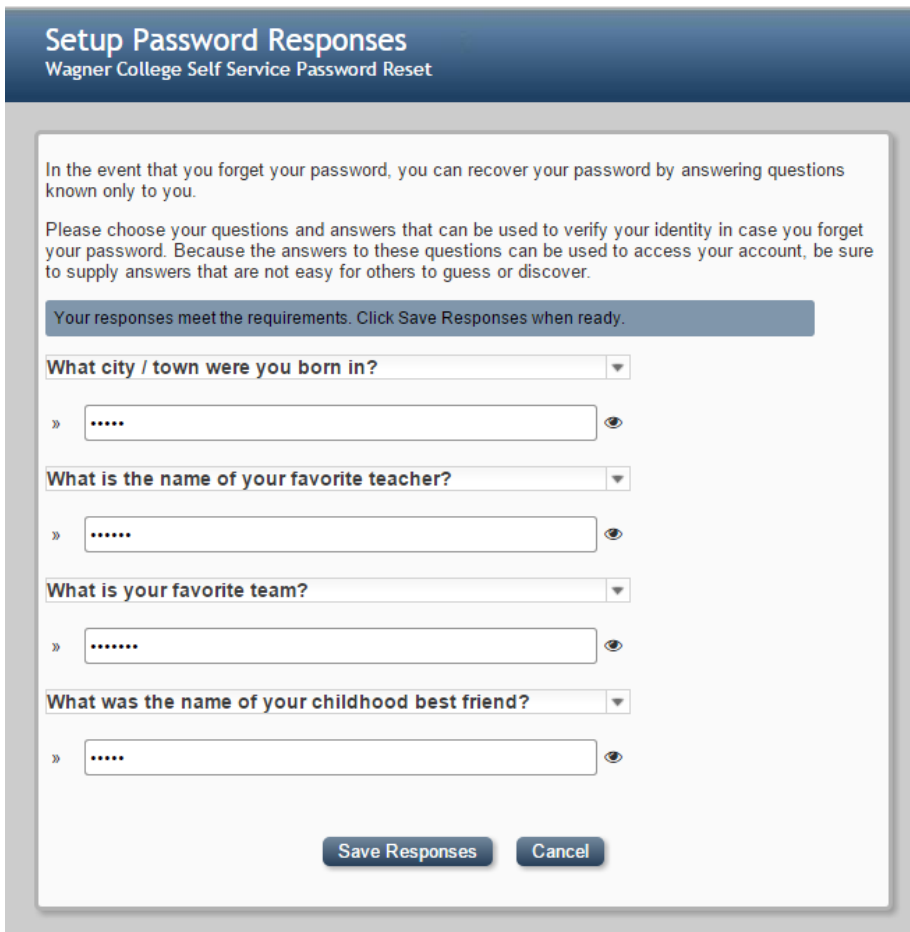 Setup Password Responses
Wagner College Self Service Password Reset
In the event that you forget your password, you can recover your password by answering questions
known only to you.
Please choose your questions and answers that can be used to verify your identity in case you forget
your password. Because the answers to these questions can be used to access your account, be sure
to supply answers that are not easy for others to guess or discover.
Your responses meet the requirements. Click Save Responses when ready.
What city / town were you born in?
» •••••
What is the name of your favorite teacher?
» ••••••
What is your favorite team?
» •••••••
What was the name of your childhood best friend?
» •••••
Save Responses Cancel